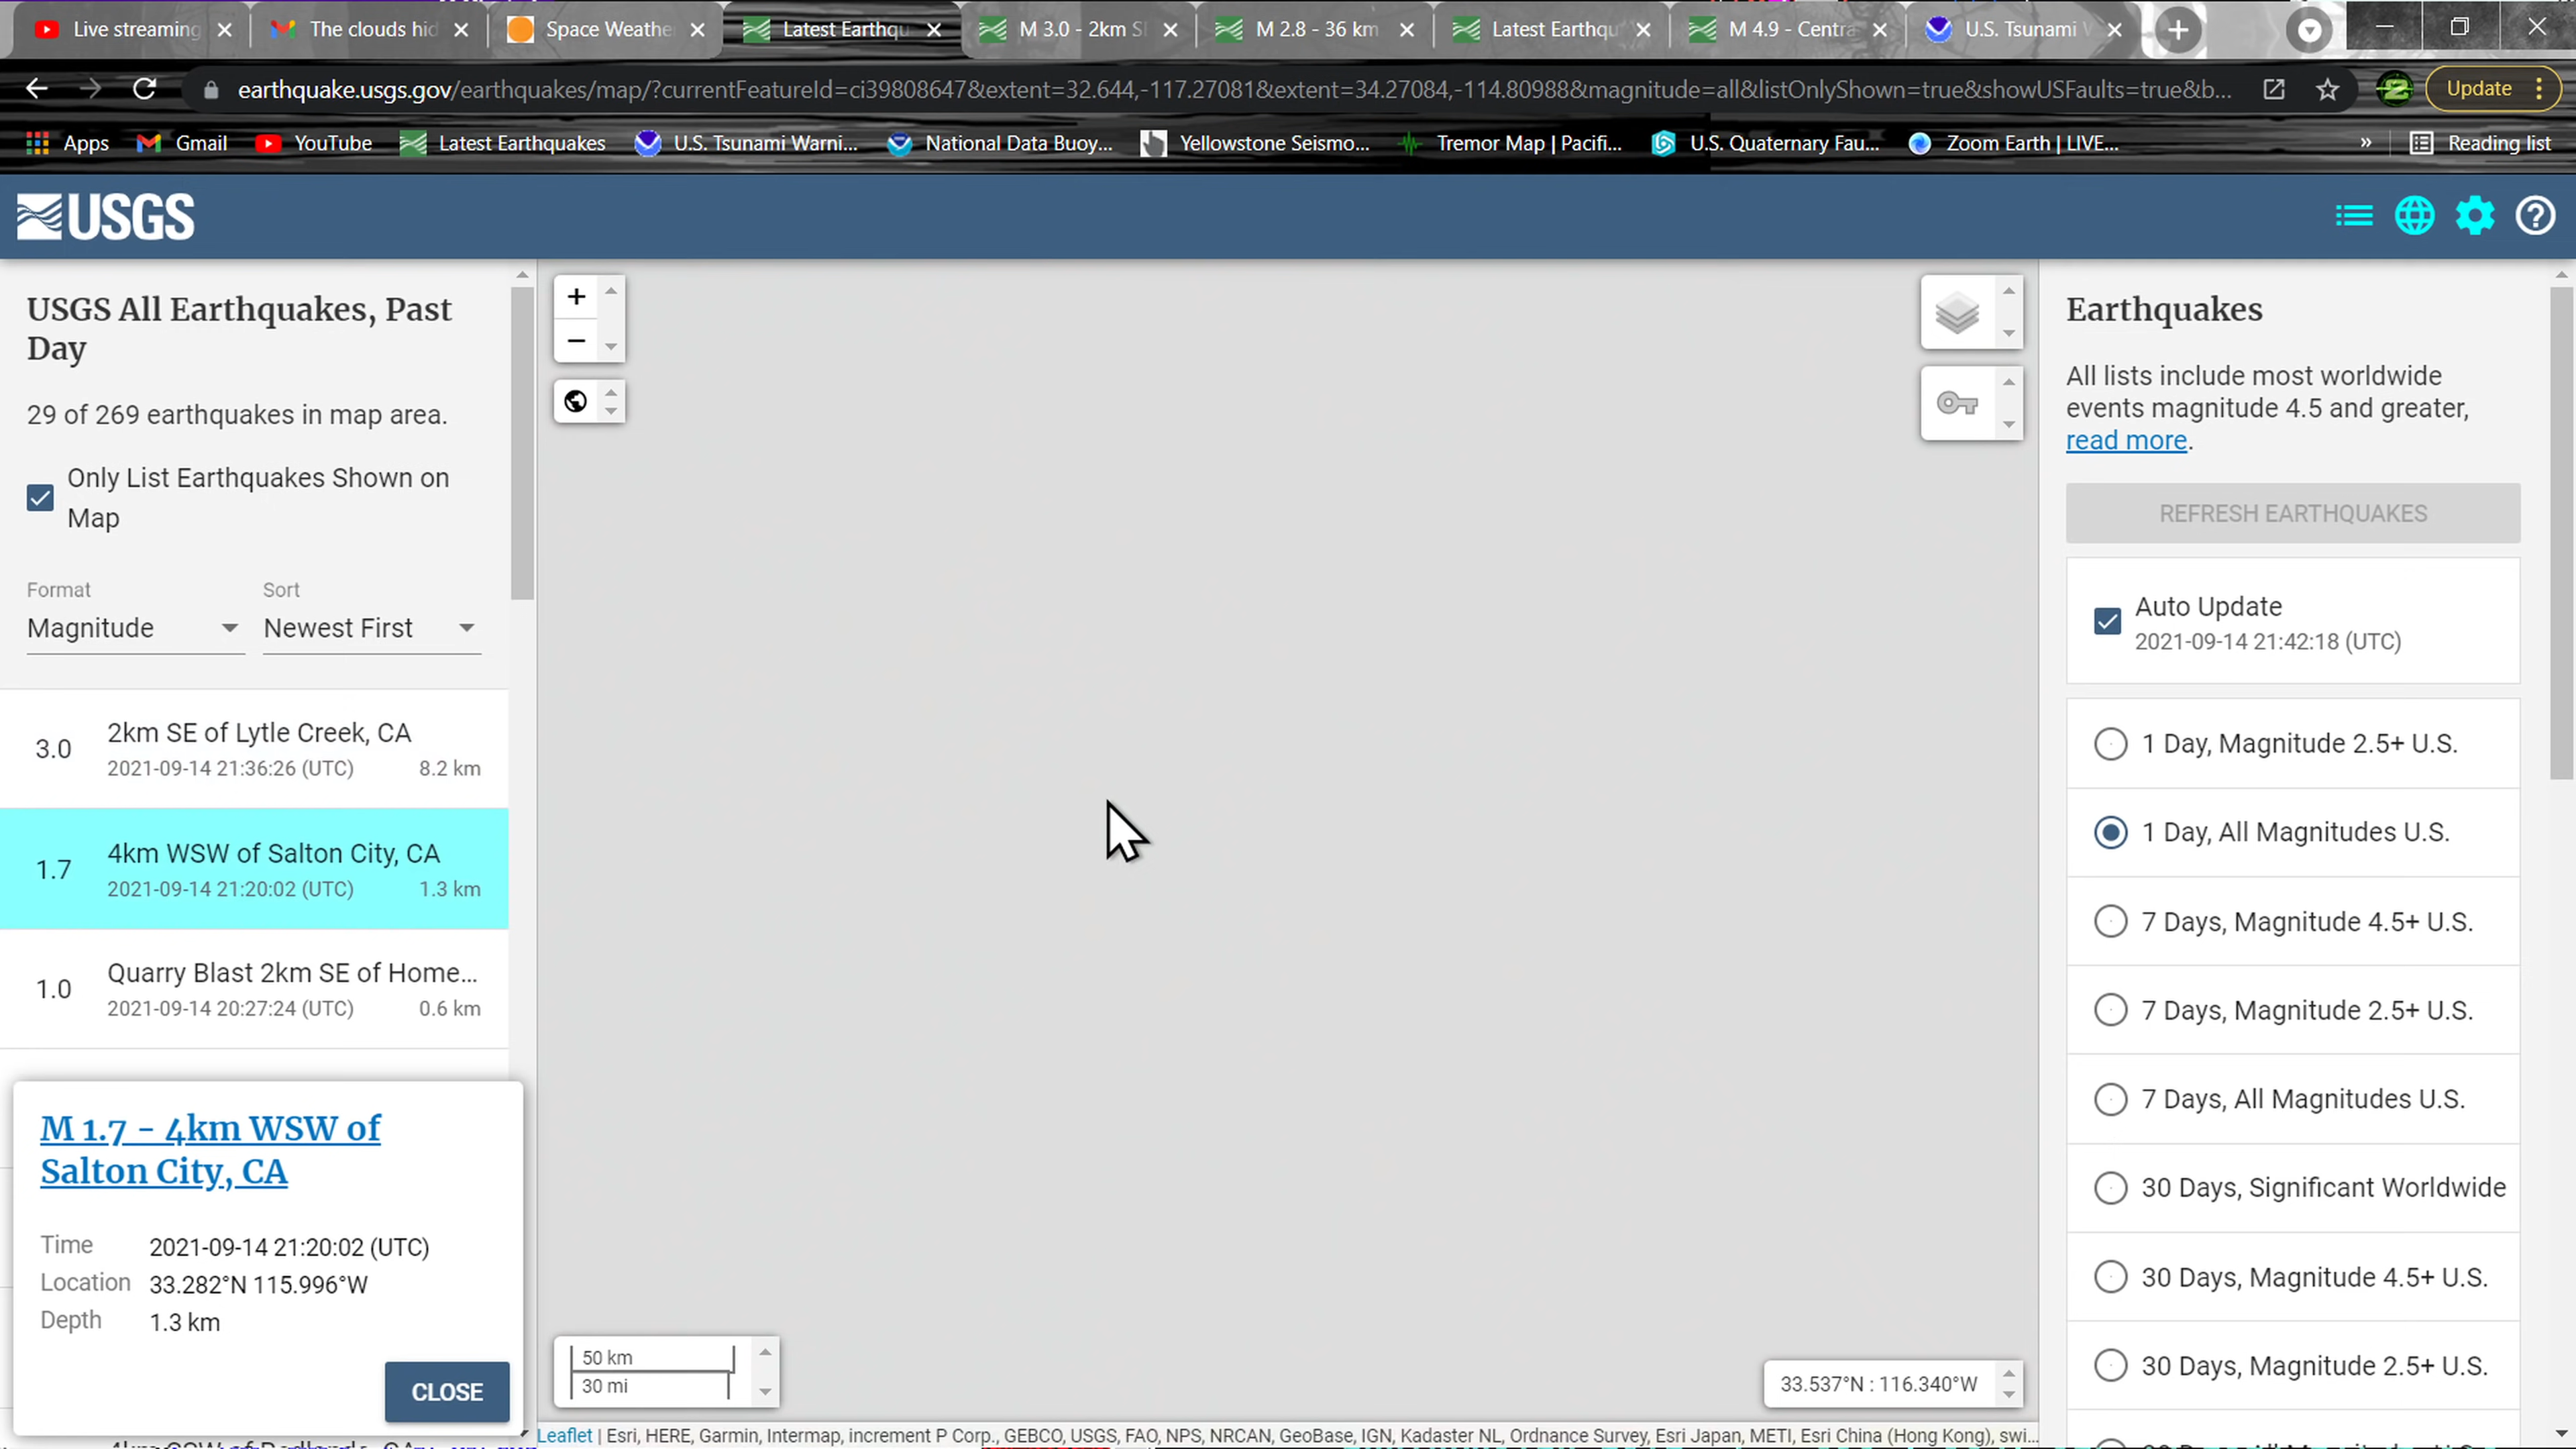 Live streaming
The clouds hid
Space Weathe
Latest Earthqu
M 3.0 - 2km S
M 2.8 - 36 km
Latest Earthqu
M 4.9 - Centra
U.S. Tsunami
earthquake.usgs.gov/earthquakes/map/?currentFeatureId=ci39808647&extent=32.644,-117.27081&extent=34.27084,-114.80988&magnitude=all&listOnlyShown=true&showUSFaults=true&b...
Update
Apps
Gmail
YouTube
Latest Earthquakes
U.S. Tsunami Warni...
National Data Buoy...
Yellowstone Seismo...
Tremor Map | Pacifi...
U.S. Quaternary Fau...
Zoom Earth | LIVE...
»
Reading list
USGS
USGS All Earthquakes, Past
Day
29 of 269 earthquakes in map area.
Only List Earthquakes Shown on
Map
Format
Sort
Magnitude
Newest First
3.0
2km SE of Lytle Creek, CA
2021-09-14 21:36:26 (UTC)
8.2 km
1.7
4km WSW of Salton City, CA
2021-09-14 21:20:02 (UTC)
1.3 km
1.0
Quarry Blast 2km SE of Home...
2021-09-14 20:27:24 (UTC)
0.6 km
M 1.7 - 4km WSW of
Salton City, CA
Time 2021-09-14 21:20:02 (UTC)
Location 33.282°N 115.996°W
Depth 1.3 km
CLOSE
+
−
50 km
30 mi
33.537°N : 116.340°W
Leaflet | Esri, HERE, Garmin, Intermap, increment P Corp., GEBCO, USGS, FAO, NPS, NRCAN, GeoBase, IGN, Kadaster NL, Ordnance Survey, Esri Japan, METI, Esri China (Hong Kong), swi...
Earthquakes
All lists include most worldwide
events magnitude 4.5 and greater,
read more.
REFRESH EARTHQUAKES
Auto Update
2021-09-14 21:42:18 (UTC)
1 Day, Magnitude 2.5+ U.S.
1 Day, All Magnitudes U.S.
7 Days, Magnitude 4.5+ U.S.
7 Days, Magnitude 2.5+ U.S.
7 Days, All Magnitudes U.S.
30 Days, Significant Worldwide
30 Days, Magnitude 4.5+ U.S.
30 Days, Magnitude 2.5+ U.S.